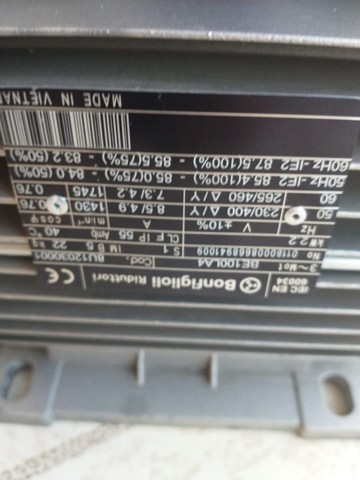 Bonfiglioli Riduttori CE
IEC EN 60034
3~Mot BE100LA4 Cod. 8U12030001
No
kW 2.2 S 1 IM B 5 22 kg
CL F IP 55 Amb 40°C
Hz V ±10% A min⁻¹ cosφ
50 230/400 Δ/Y 8.5/4.9 1430 0.76
60 265/460 Δ/Y 7.3/4.2 1745 0.76
50Hz-IE2 85.4(100%) - 85.0(75%) - 84.0(50%)
60Hz-IE2 87.5(100%) - 85.5(75%) - 83.2(50%)
MADE IN VIETNAM